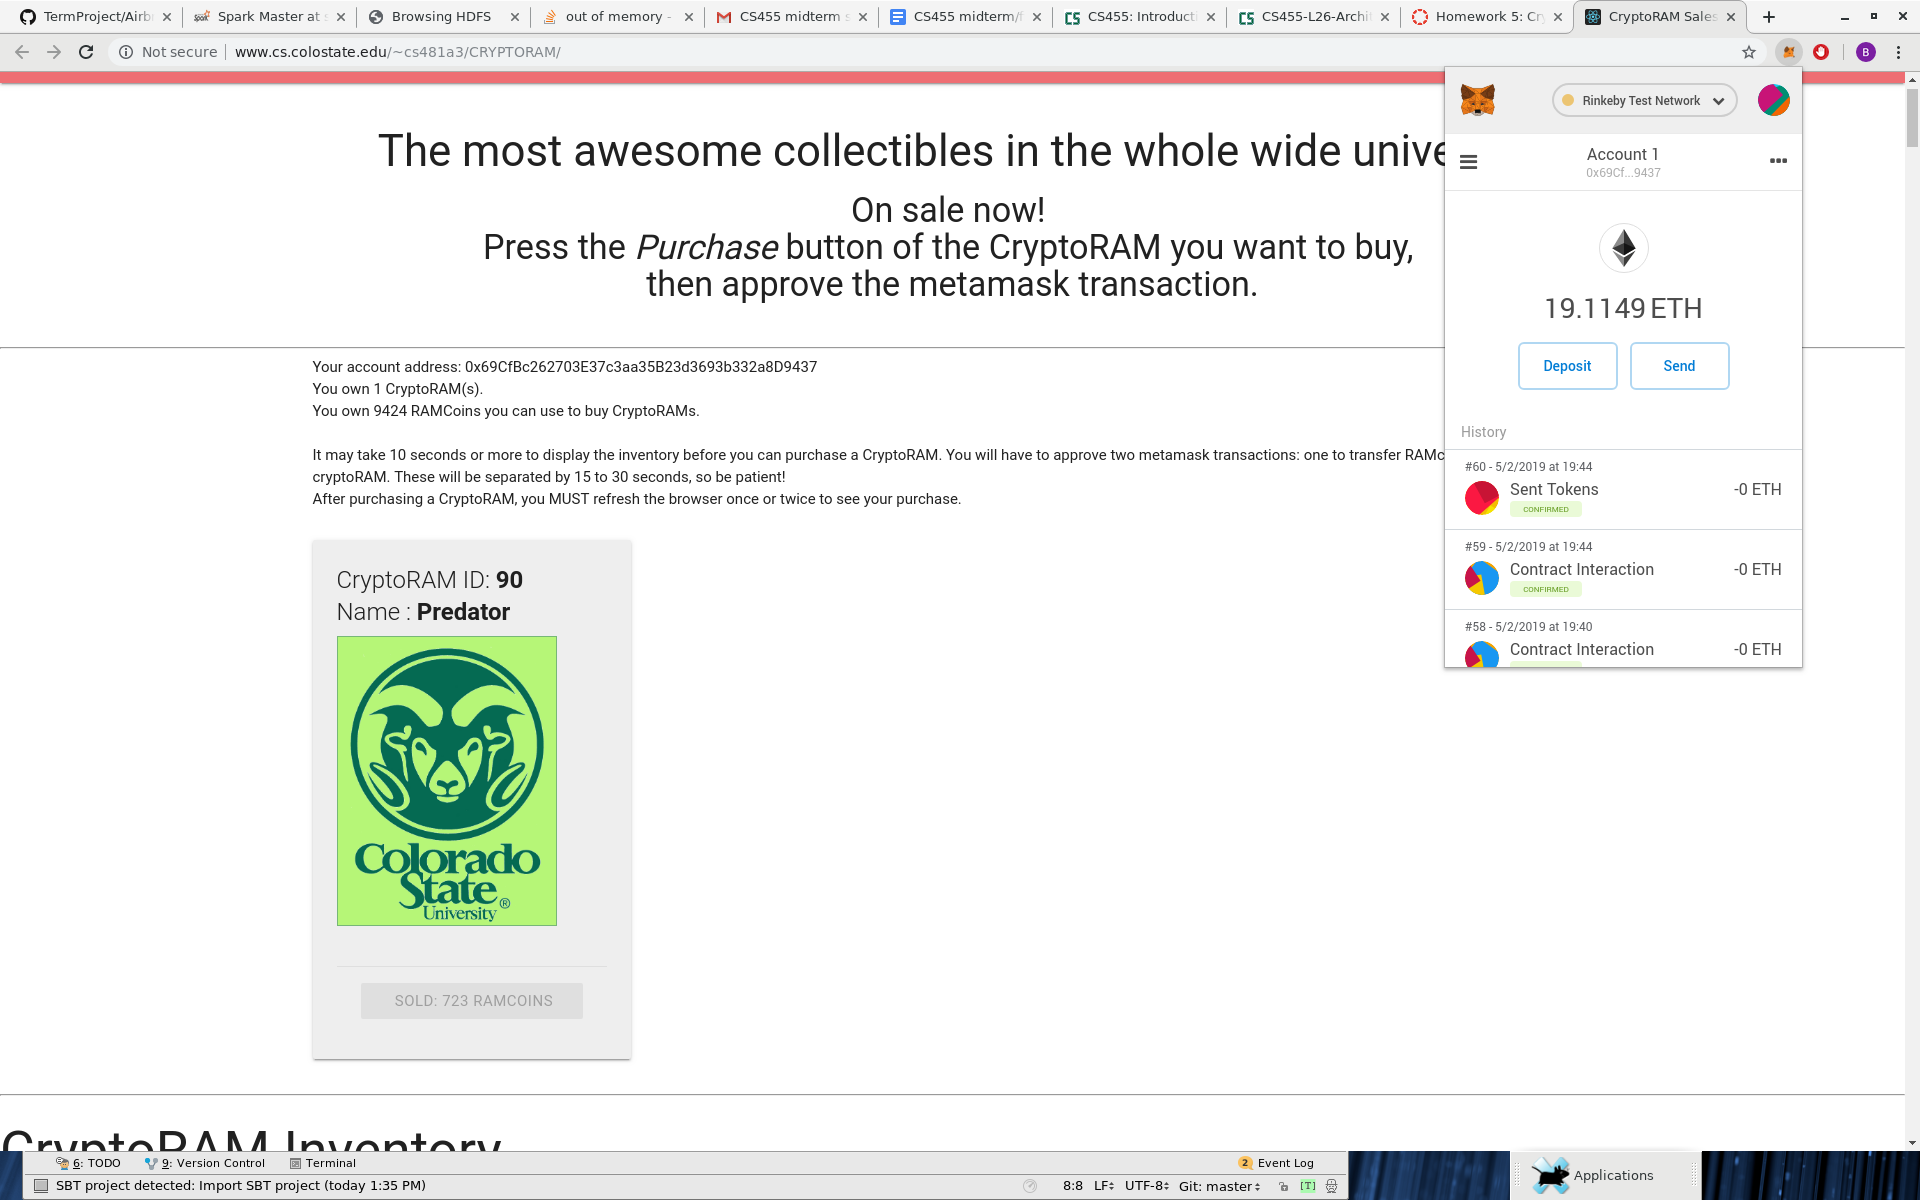 TermProject/Airb
Spark Master at s
Browsing HDFS
out of memory -
CS455 midterm s
CS455 midterm/f
CS455: Introducti
CS455-L26-Archit
Homework 5: Cry
CryptoRAM Sales
Not secure
www.cs.colostate.edu/~cs481a3/CRYPTORAM/
B
The most awesome collectibles in the whole wide unive
On sale now!
Press the Purchase button of the CryptoRAM you want to buy,
then approve the metamask transaction.
Your account address: 0x69CfBc262703E37c3aa35B23d3693b332a8D9437
You own 1 CryptoRAM(s).
You own 9424 RAMCoins you can use to buy CryptoRAMs.
It may take 10 seconds or more to display the inventory before you can purchase a CryptoRAM. You will have to approve two metamask transactions: one to transfer RAMc
cryptoRAM. These will be separated by 15 to 30 seconds, so be patient!
After purchasing a CryptoRAM, you MUST refresh the browser once or twice to see your purchase.
CryptoRAM ID: 90
Name : Predator
Colorado
State
University ®
SOLD: 723 RAMCOINS
CryptoRAM Inventory
Rinkeby Test Network
Account 1
0x69Cf...9437
19.1149 ETH
Deposit
Send
History
#60 - 5/2/2019 at 19:44
Sent Tokens
-0 ETH
CONFIRMED
#59 - 5/2/2019 at 19:44
Contract Interaction
-0 ETH
CONFIRMED
#58 - 5/2/2019 at 19:40
Contract Interaction
-0 ETH
6: TODO
9: Version Control
Terminal
2 Event Log
SBT project detected: Import SBT project (today 1:35 PM)
8:8
LF
UTF-8
Git: master
[T]
Applications